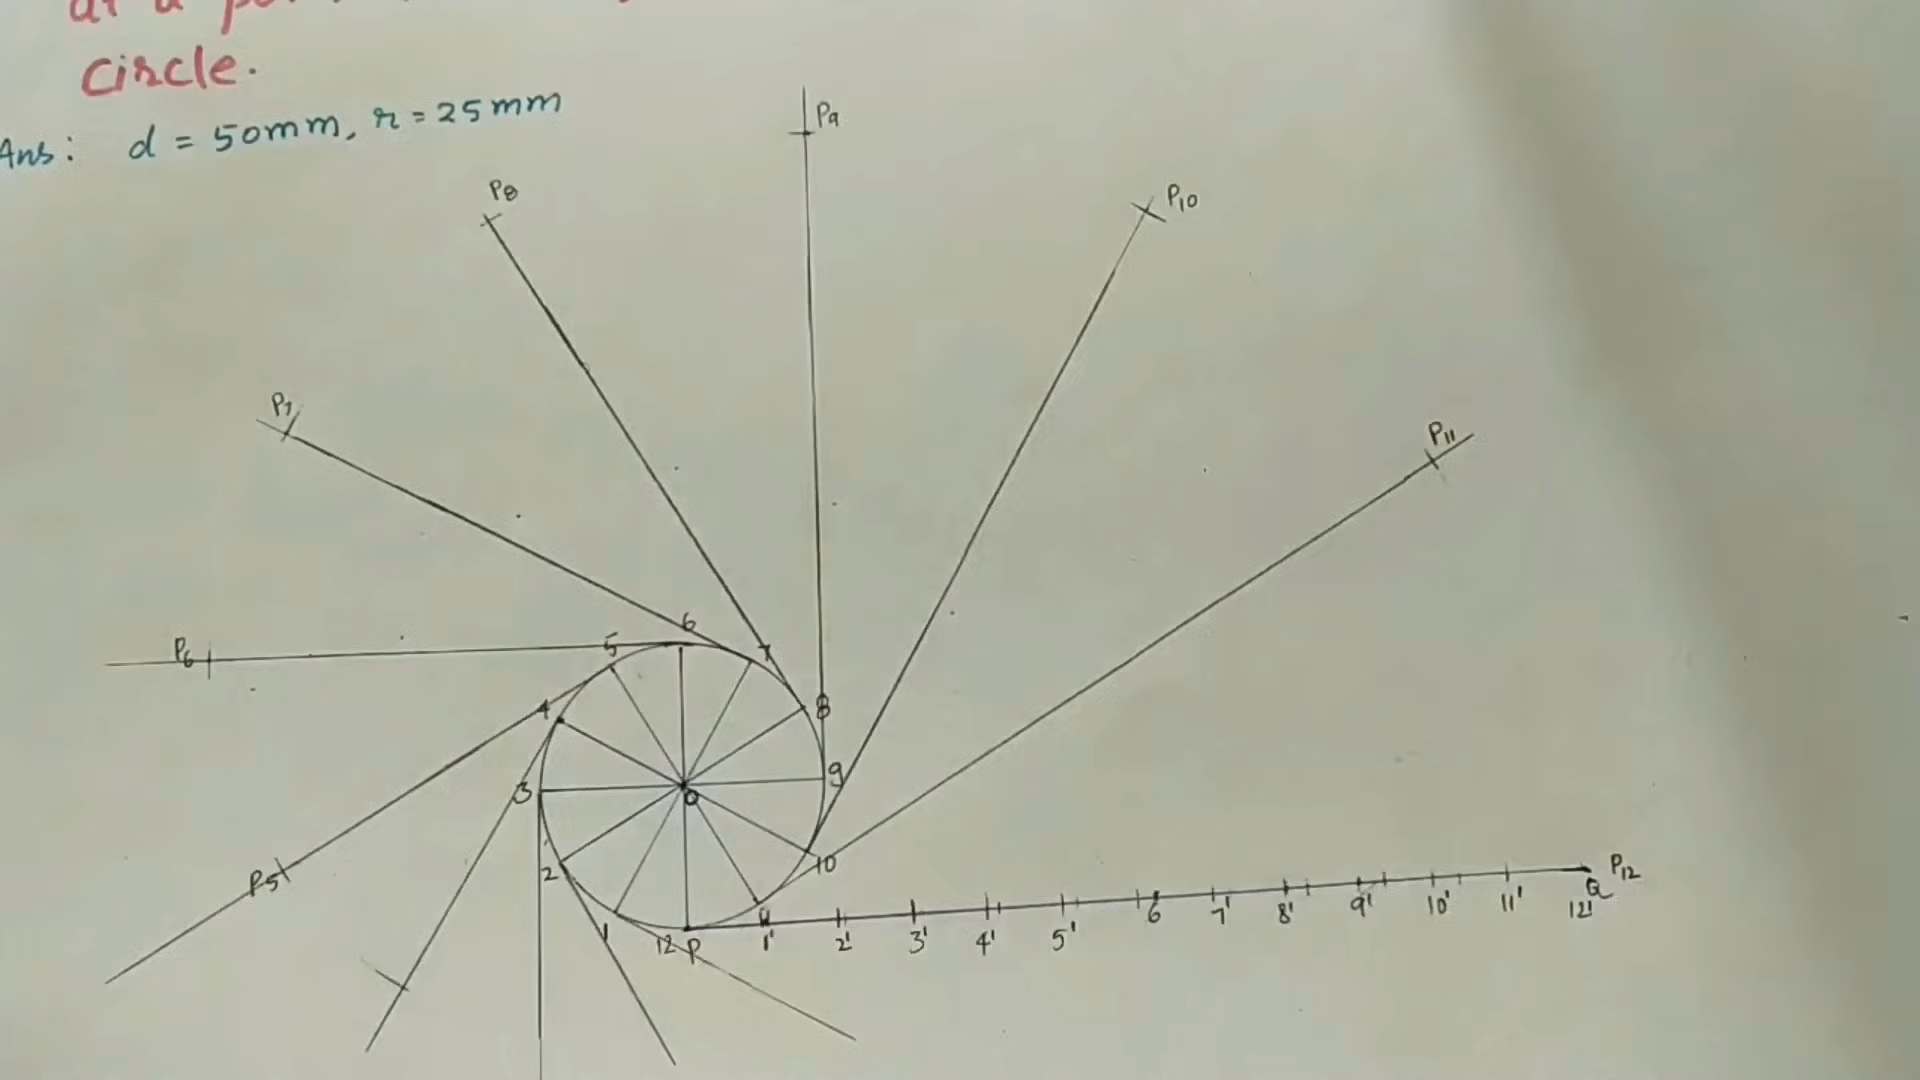 circle.
Ans: d = 50mm, r = 25mm
P9
P8
P10
P7
P11
6
P6
5
7
4
8
3
O
9
2
10
P5
P12
Q
1
12
P
11
1' 2' 3' 4' 5' 6' 7' 8' 9' 10' 11' 12'